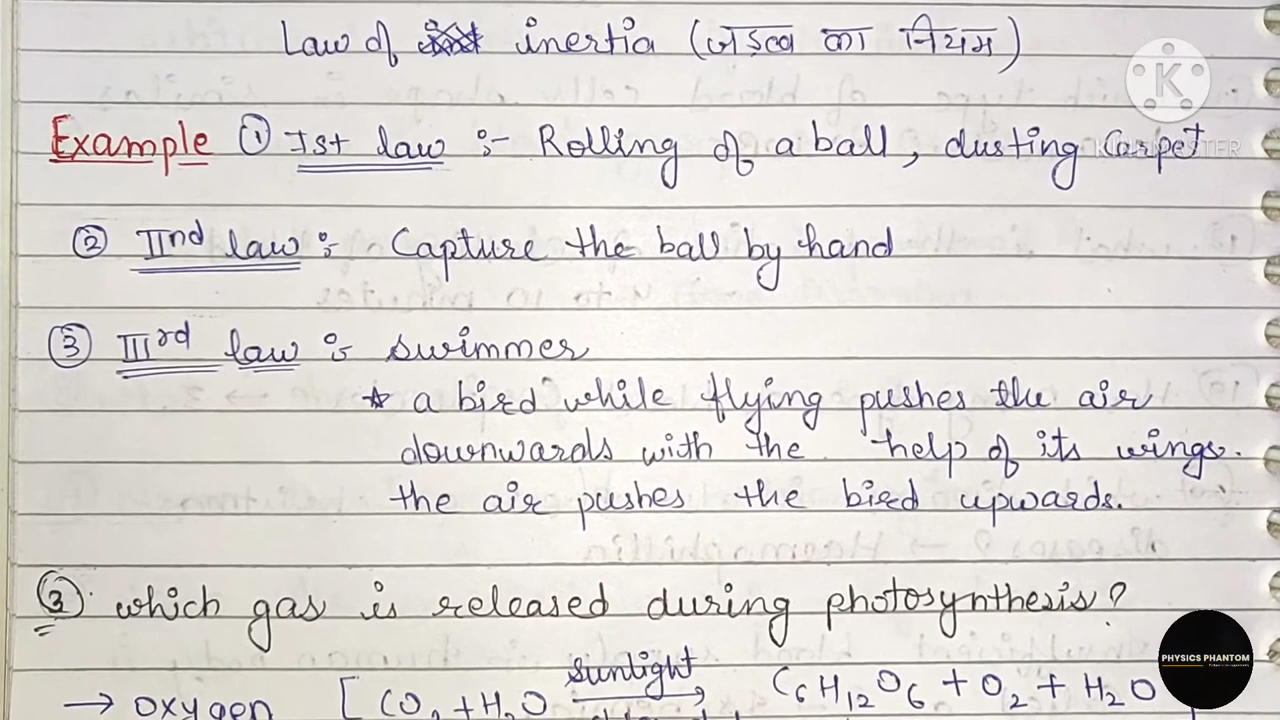 Law of inertia (जडत्व का नियम)
Example ① Ist law :- Rolling of a ball, dusting Carpet
② IInd law :- Capture the ball by hand
③ IIIrd law :- swimmer
* a bird while flying pushes the air
downwards with the help of its wings.
the air pushes the bird upwards.
③. which gas is released during photosynthesis?
sunlight
→ oxygen [CO₂ + H₂O → C₆H₁₂O₆ + O₂ + H₂O
K
PHYSICS PHANTOM